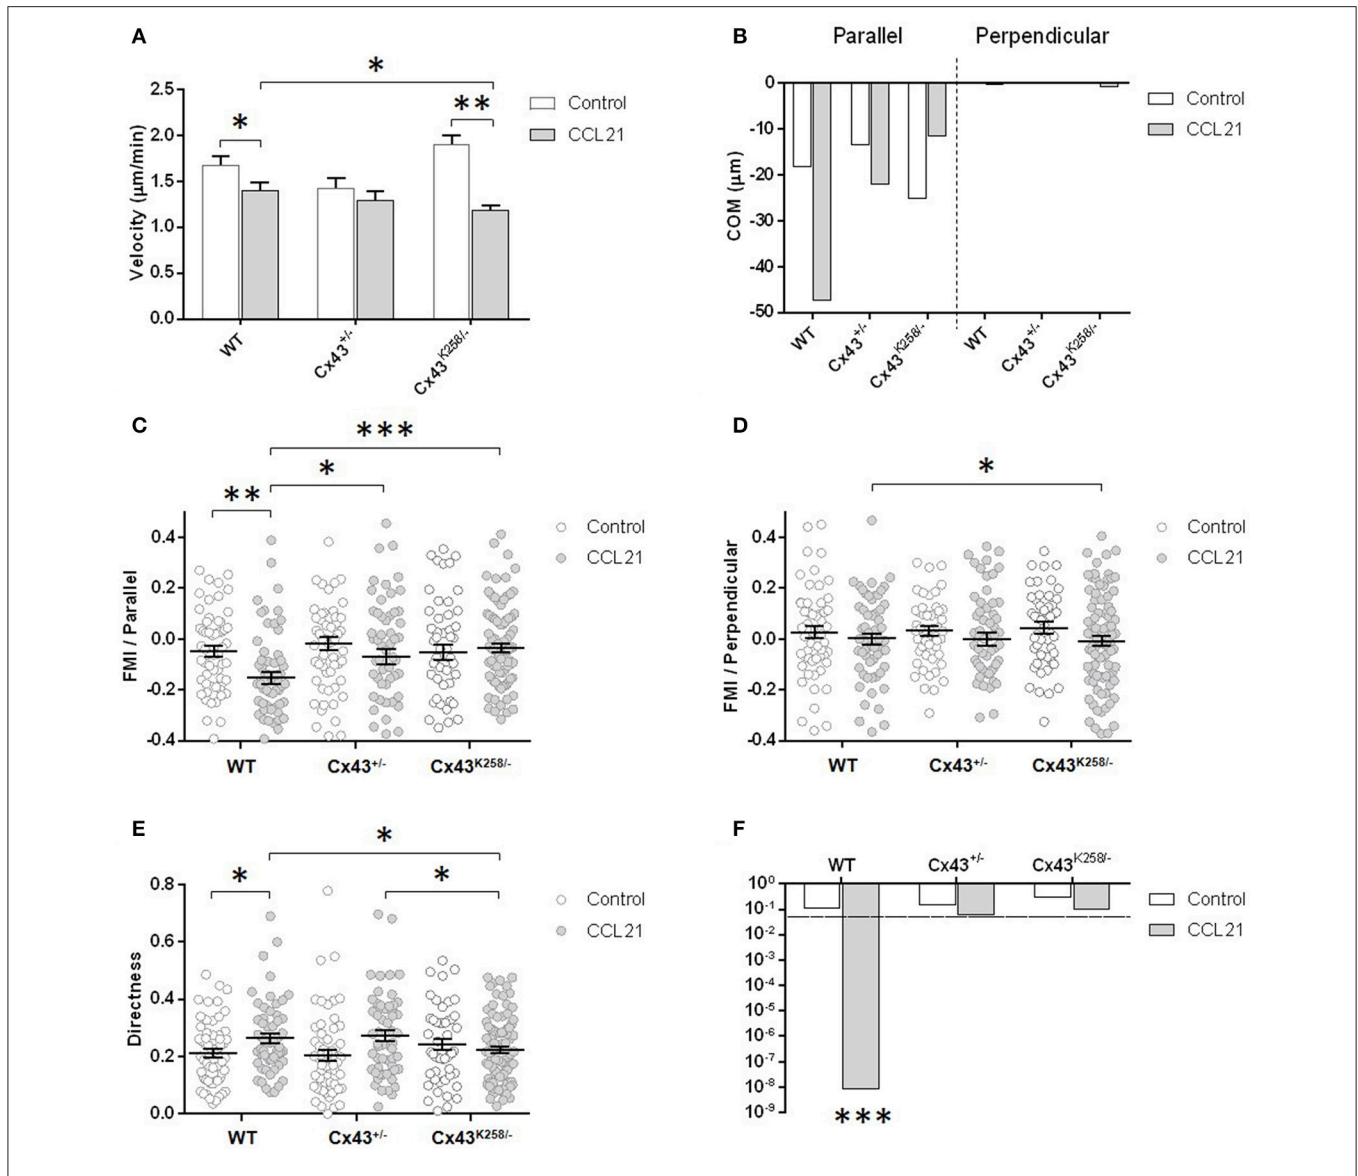 A
*
**
*
2.5
2.0
1.5
1.0
0.5
0.0
Velocity (μm/min)
WT
Cx43+/-
Cx43K258/-
Control
CCL21
B
Parallel
Perpendicular
0
-10
-20
-30
-40
-50
COM (μm)
WT
Cx43+/-
Cx43K258/-
WT
Cx43+/-
Cx43K258/-
Control
CCL21
C
***
*
**
0.4
0.2
0.0
-0.2
-0.4
FMI / Parallel
WT
Cx43+/-
Cx43K258/-
Control
CCL21
D
*
0.4
0.2
0.0
-0.2
-0.4
FMI / Perpendicular
WT
Cx43+/-
Cx43K258/-
Control
CCL21
E
*
*
*
0.8
0.6
0.4
0.2
0.0
Directness
WT
Cx43+/-
Cx43K258/-
Control
CCL21
F
WT
Cx43+/-
Cx43K258/-
10⁰
10⁻¹
10⁻²
10⁻³
10⁻⁴
10⁻⁵
10⁻⁶
10⁻⁷
10⁻⁸
10⁻⁹
***
Control
CCL21